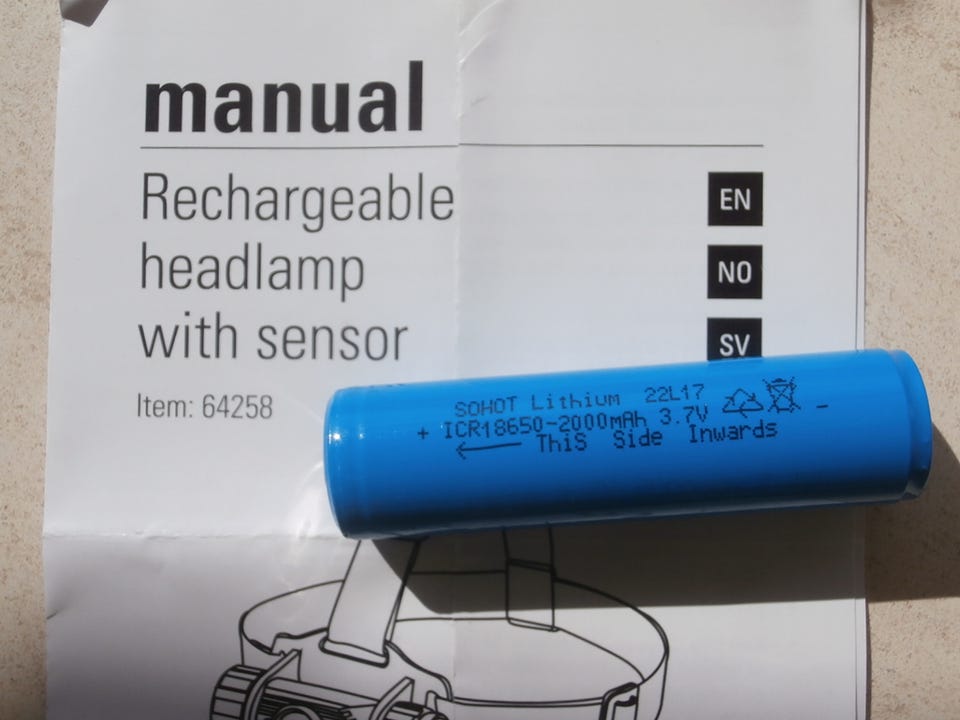 manual
Rechargeable
headlamp
with sensor
Item: 64258
EN
NO
SV
SOHOT Lithium 22L17
+ ICR18650-2000mAh 3.7V -
← ThiS Side Inwards